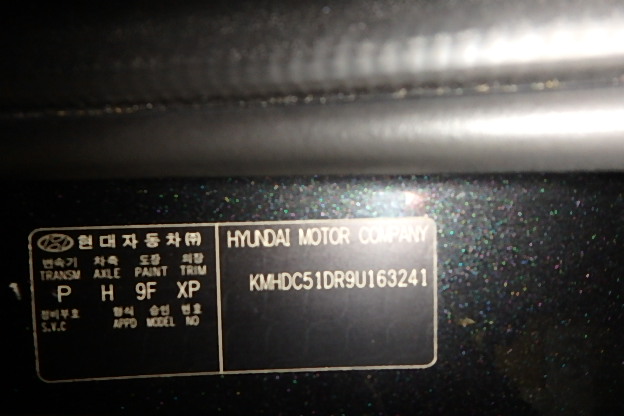 현대자동차㈜
변속기 차축 도장 의장
TRANSM AXLE PAINT TRIM
P H 9F XP
정비부호 형식 승인 번호
S.V.C APPD MODEL NO
HYUNDAI MOTOR COMPANY
KMHDC51DR9U163241